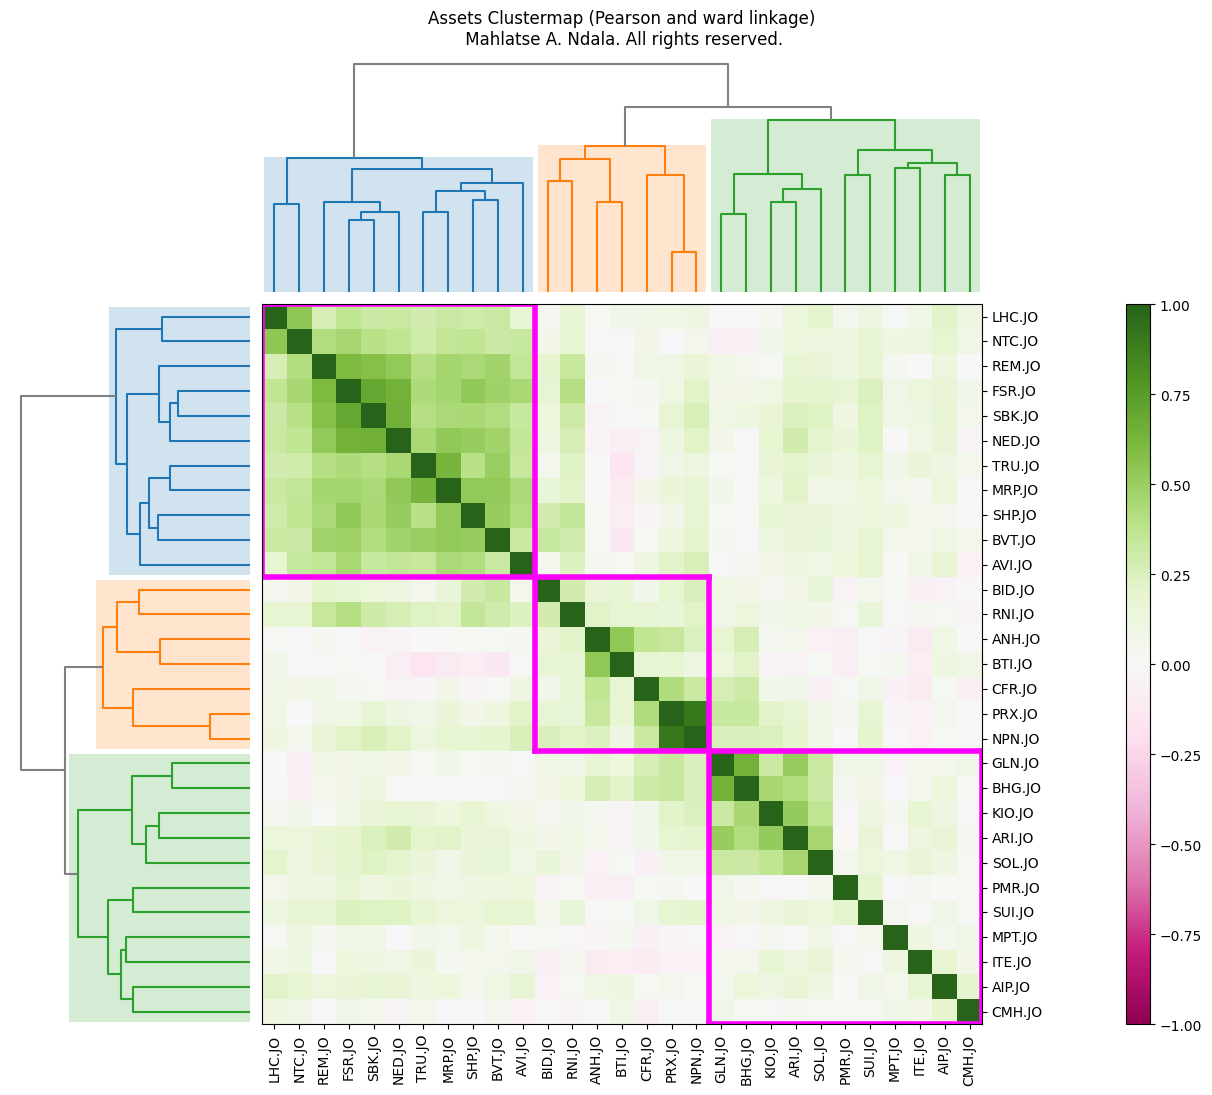 Assets Clustermap (Pearson and ward linkage)
Mahlatse A. Ndala. All rights reserved.
LHC.JO
NTC.JO
REM.JO
FSR.JO
SBK.JO
NED.JO
TRU.JO
MRP.JO
SHP.JO
BVT.JO
AVI.JO
BID.JO
RNI.JO
ANH.JO
BTI.JO
CFR.JO
PRX.JO
NPN.JO
GLN.JO
BHG.JO
KIO.JO
ARI.JO
SOL.JO
PMR.JO
SUI.JO
MPT.JO
ITE.JO
AIP.JO
CMH.JO
1.00
0.75
0.50
0.25
0.00
−0.25
−0.50
−0.75
−1.00
LHC.JO
NTC.JO
REM.JO
FSR.JO
SBK.JO
NED.JO
TRU.JO
MRP.JO
SHP.JO
BVT.JO
AVI.JO
BID.JO
RNI.JO
ANH.JO
BTI.JO
CFR.JO
PRX.JO
NPN.JO
GLN.JO
BHG.JO
KIO.JO
ARI.JO
SOL.JO
PMR.JO
SUI.JO
MPT.JO
ITE.JO
AIP.JO
CMH.JO